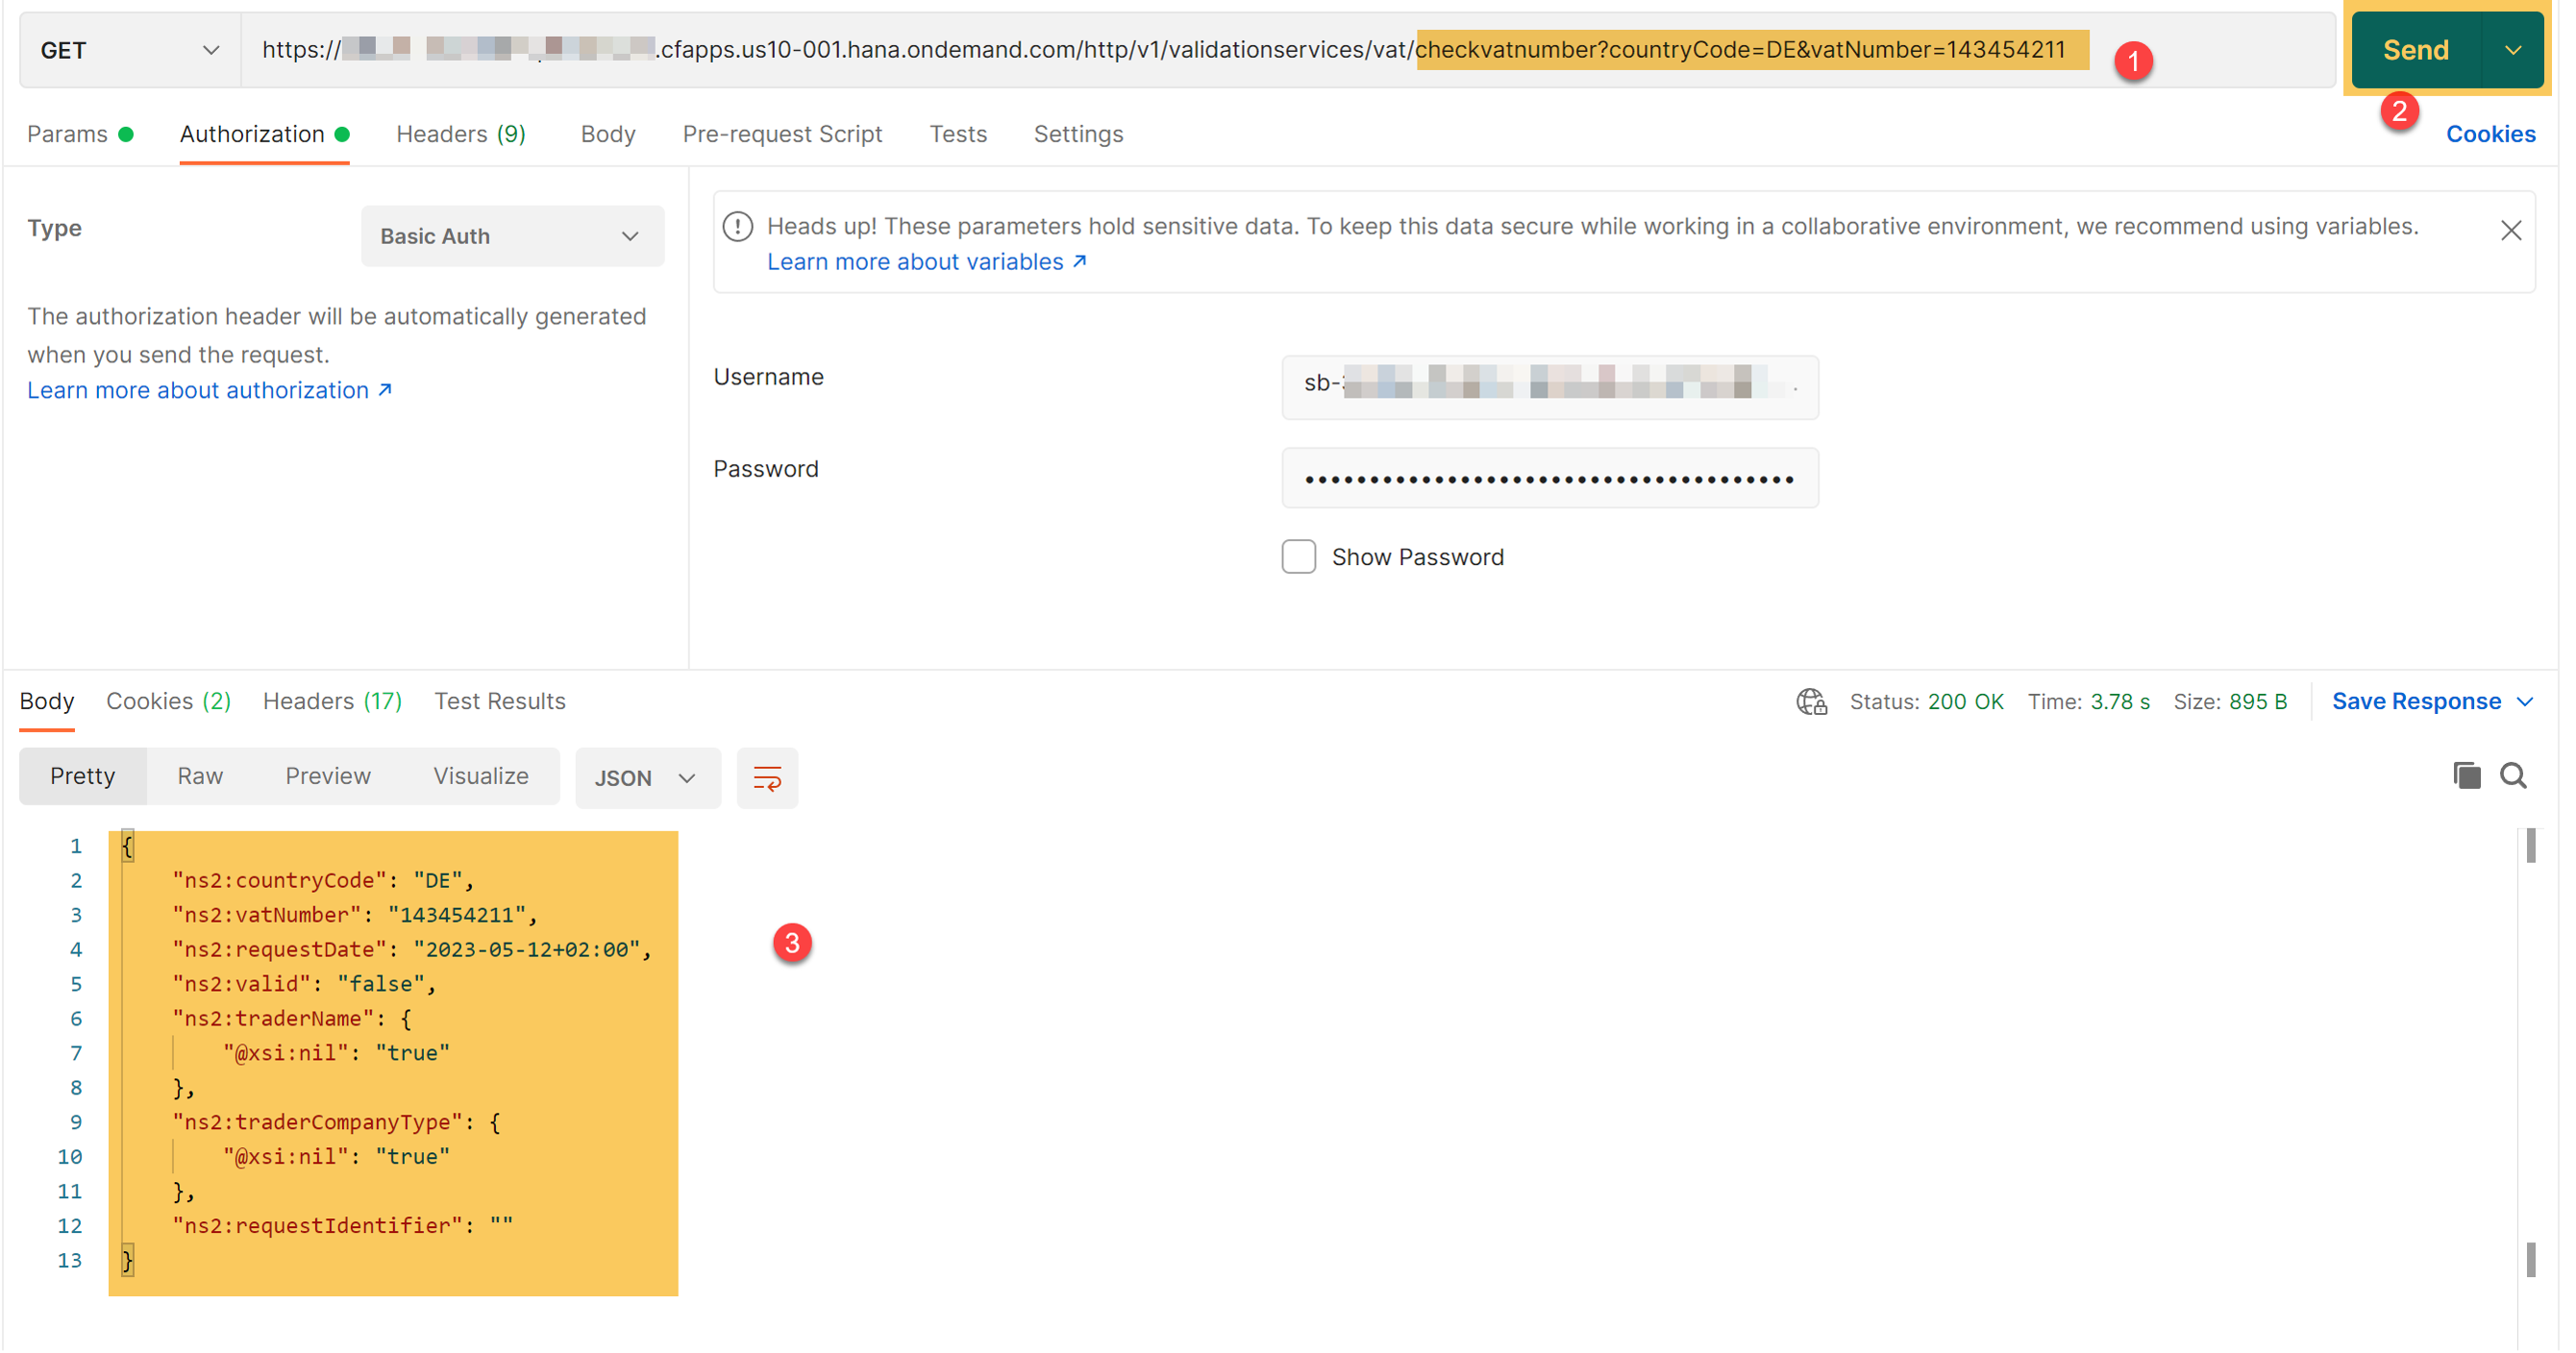 GET
https://
.cfapps.us10-001.hana.ondemand.com/http/v1/validationservices/vat/checkvatnumber?countryCode=DE&vatNumber=143454211
1
Send
2
Params
Authorization
Headers (9)
Body
Pre-request Script
Tests
Settings
Cookies
Type
Basic Auth
The authorization header will be automatically generated
when you send the request.
Learn more about authorization ↗
Heads up! These parameters hold sensitive data. To keep this data secure while working in a collaborative environment, we recommend using variables.
Learn more about variables ↗
Username
sb-
Password
Show Password
Body
Cookies (2)
Headers (17)
Test Results
Status: 200 OK
Time: 3.78 s
Size: 895 B
Save Response
Pretty
Raw
Preview
Visualize
JSON
1 {
2 "ns2:countryCode": "DE",
3 "ns2:vatNumber": "143454211",
4 "ns2:requestDate": "2023-05-12+02:00",
5 "ns2:valid": "false",
6 "ns2:traderName": {
7 "@xsi:nil": "true"
8 },
9 "ns2:traderCompanyType": {
10 "@xsi:nil": "true"
11 },
12 "ns2:requestIdentifier": ""
13 }
3